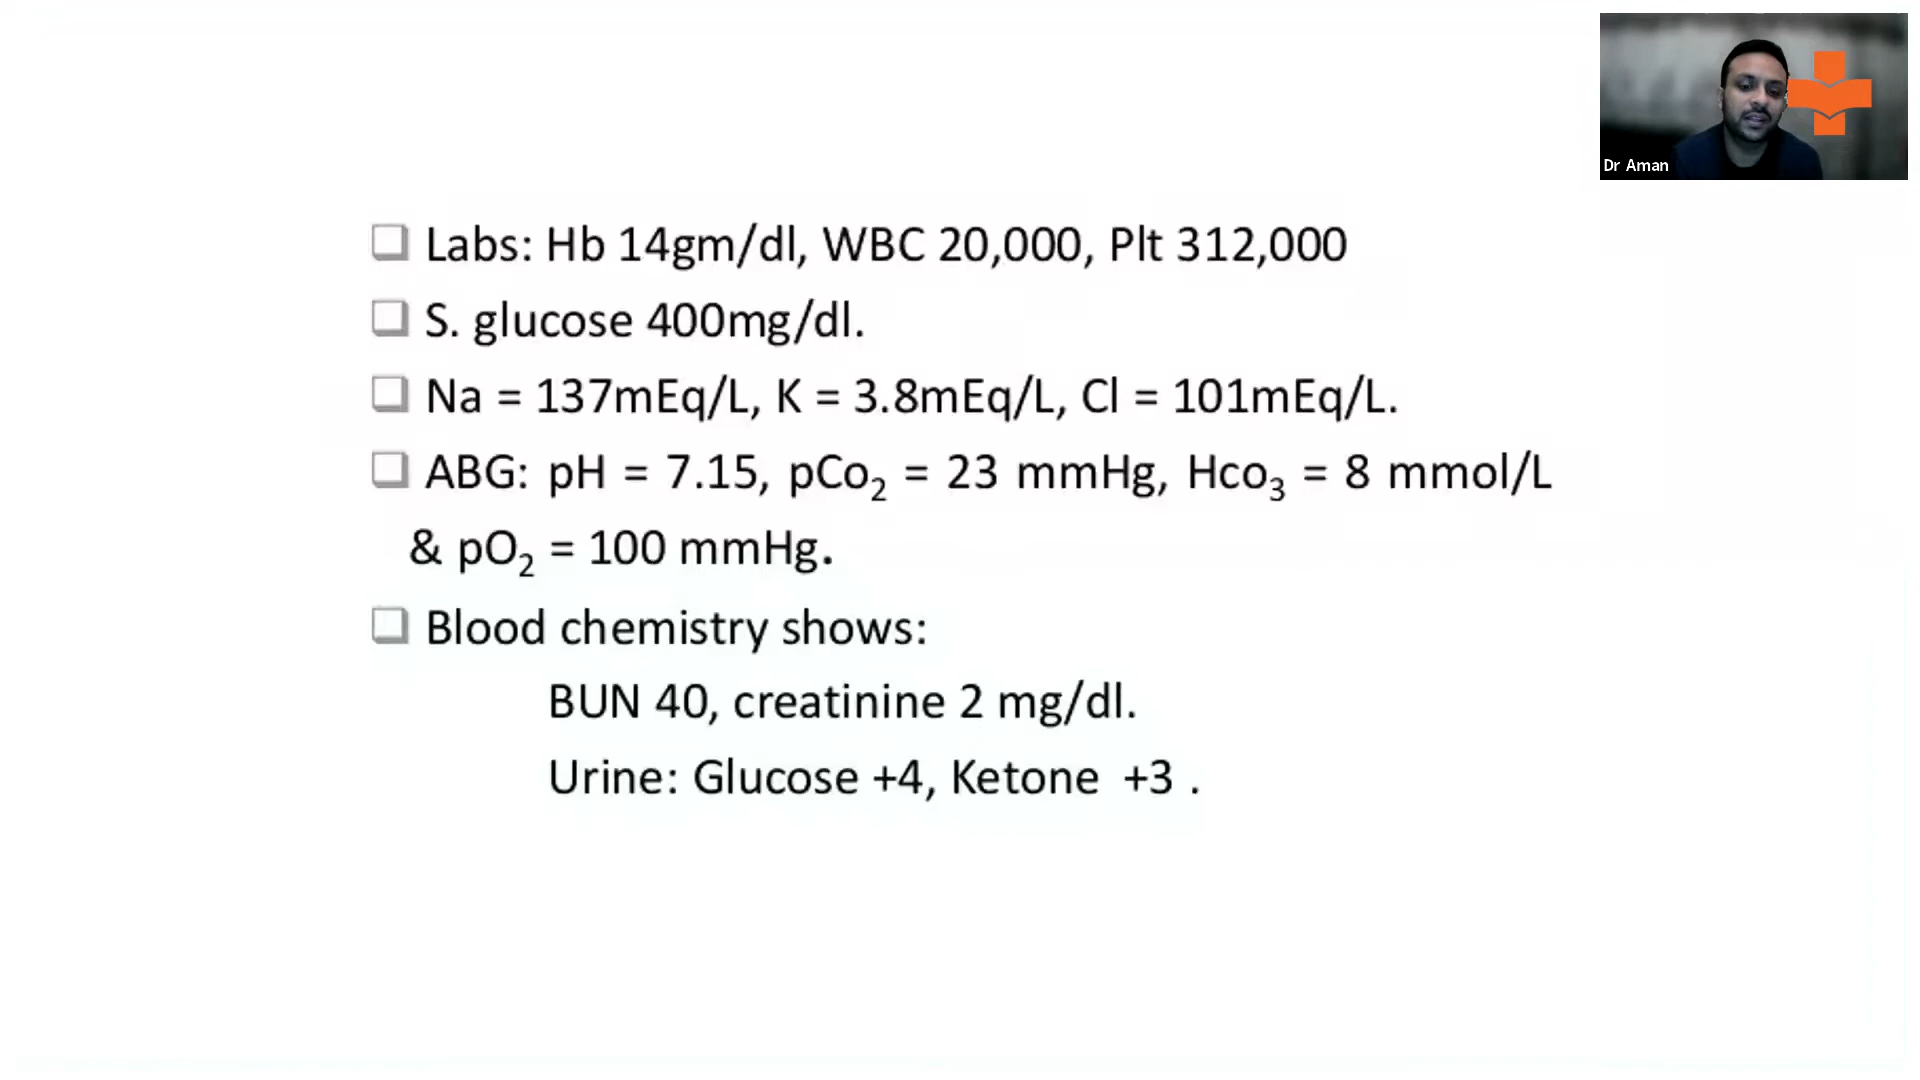 Dr Aman
Labs: Hb 14gm/dl, WBC 20,000, Plt 312,000
S. glucose 400mg/dl.
Na = 137mEq/L, K = 3.8mEq/L, Cl = 101mEq/L.
ABG: pH = 7.15, pCo₂ = 23 mmHg, Hco₃ = 8 mmol/L
& pO₂ = 100 mmHg.
Blood chemistry shows:
BUN 40, creatinine 2 mg/dl.
Urine: Glucose +4, Ketone +3 .